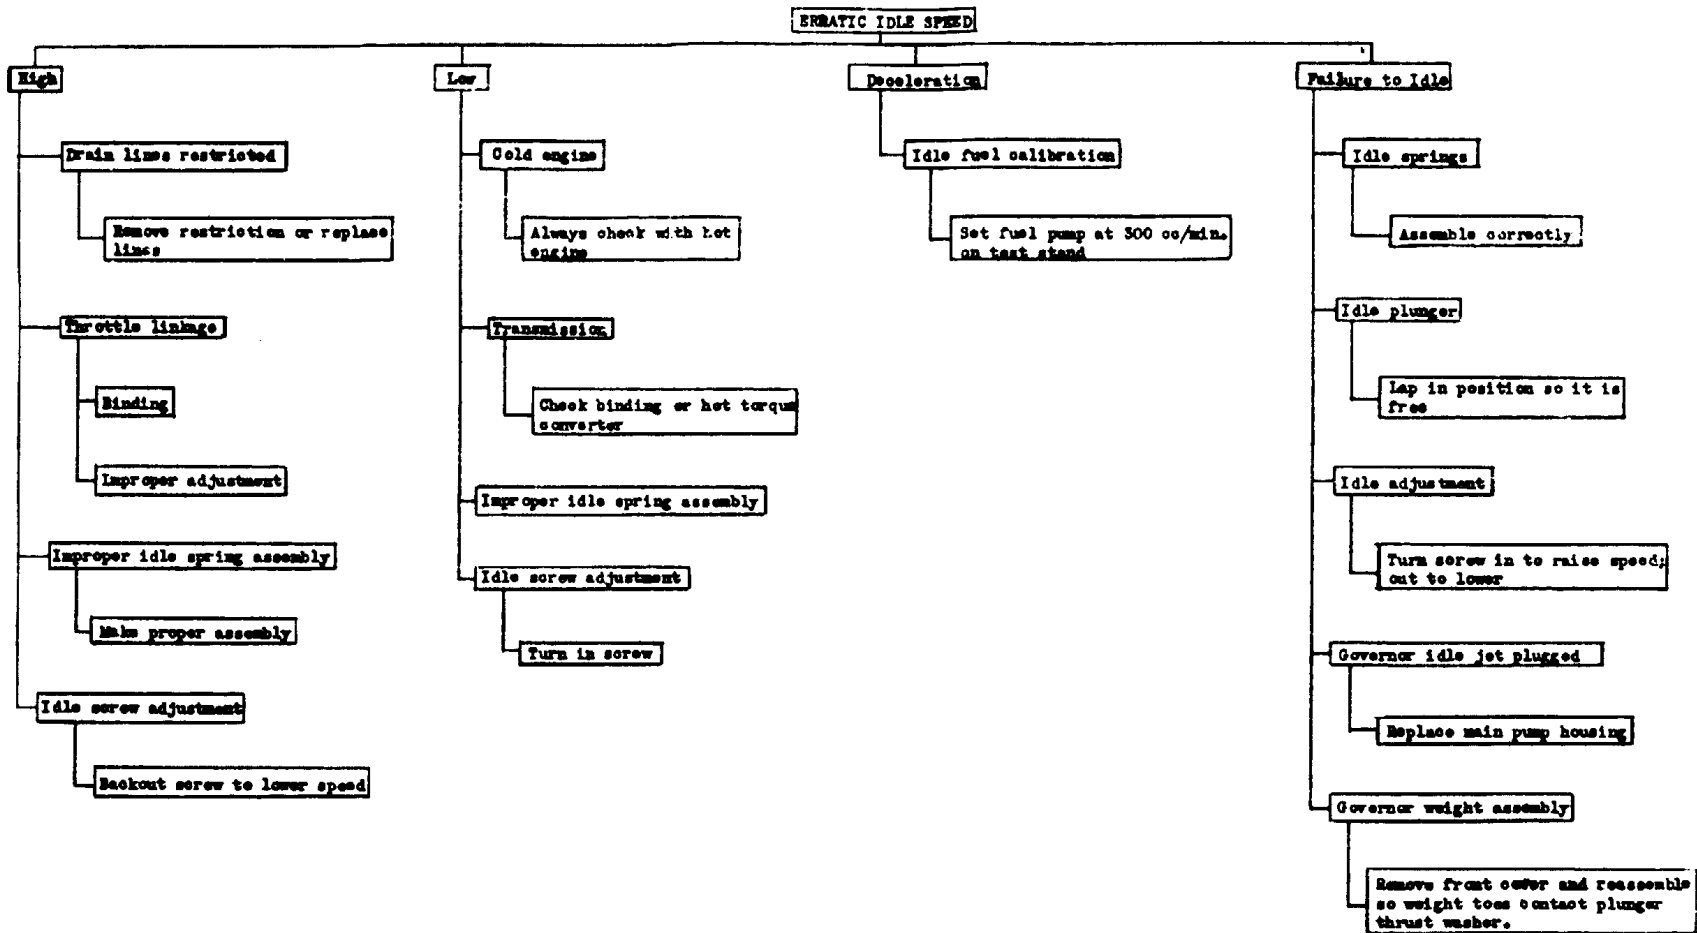 ERRATIC IDLE SPEED
High
Drain lines restricted
Remove restriction or replace
lines
Throttle linkage
Binding
Improper adjustment
Improper idle spring assembly
Make proper assembly
Idle screw adjustment
Backout screw to lower speed
Low
Cold engine
Always check with hot
engine
Transmission
Check binding or hot torque
converter
Improper idle spring assembly
Idle screw adjustment
Turn in screw
Deceleration
Idle fuel calibration
Set fuel pump at 300 cc/min.
on test stand
Failure to Idle
Idle springs
Assemble correctly
Idle plunger
Lap in position so it is
free
Idle adjustment
Turn screw in to raise speed;
out to lower
Governor idle jet plugged
Replace main pump housing
Governor weight assembly
Remove front cover and reassemble
so weight toes contact plunger
thrust washer.